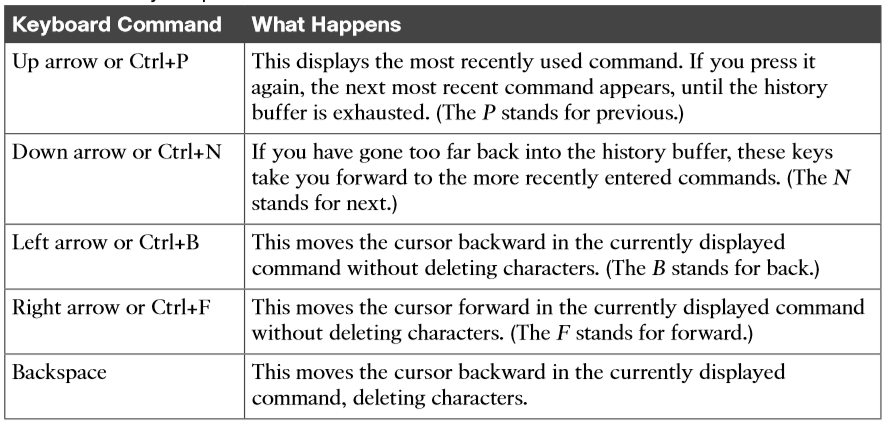 Keyboard Command What Happens
Up arrow or Ctrl+P This displays the most recently used command. If you press it
again, the next most recent command appears, until the history
buffer is exhausted. (The P stands for previous.)
Down arrow or Ctrl+N If you have gone too far back into the history buffer, these keys
take you forward to the more recently entered commands. (The N
stands for next.)
Left arrow or Ctrl+B This moves the cursor backward in the currently displayed
command without deleting characters. (The B stands for back.)
Right arrow or Ctrl+F This moves the cursor forward in the currently displayed command
without deleting characters. (The F stands for forward.)
Backspace This moves the cursor backward in the currently displayed
command, deleting characters.